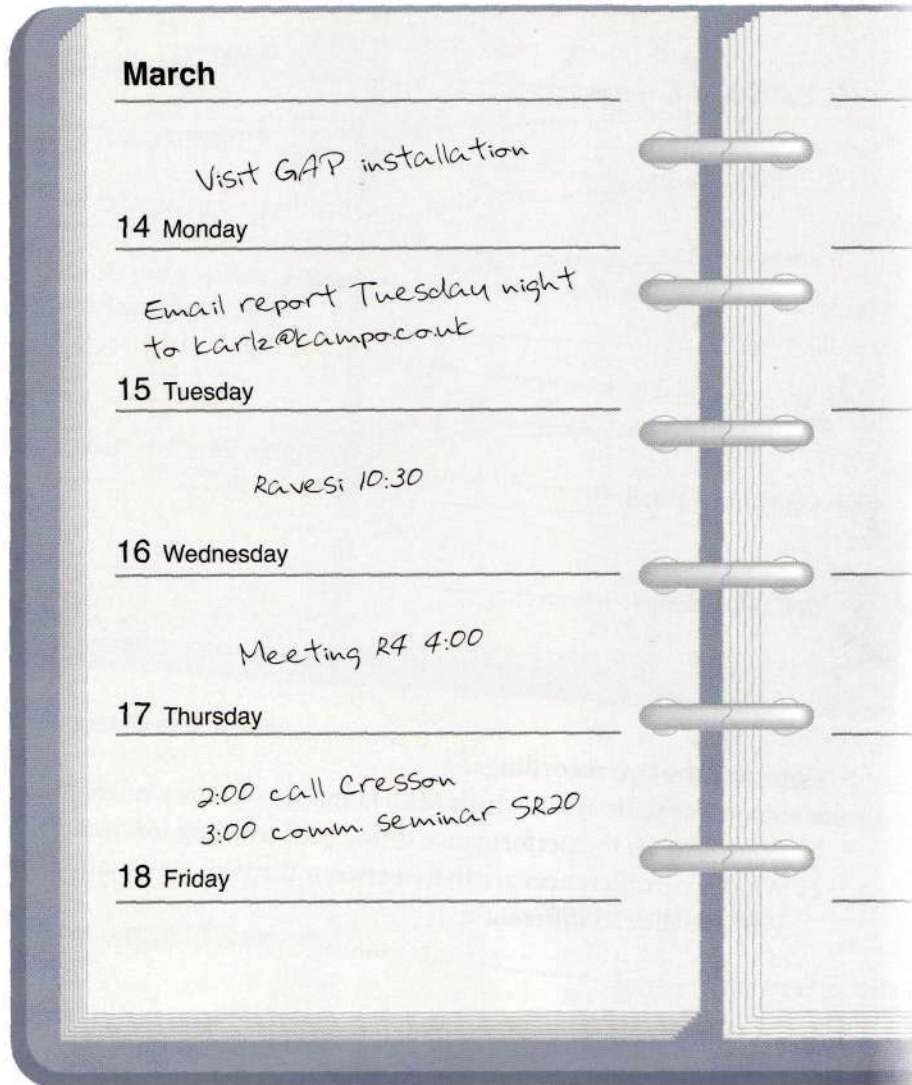 March
Visit GAP installation
14 Monday
Email report Tuesday night
to karlz@kampo.co.uk
15 Tuesday
Ravesi 10:30
16 Wednesday
Meeting R4 4:00
17 Thursday
2:00 call Cresson
3:00 comm. seminar SR20
18 Friday